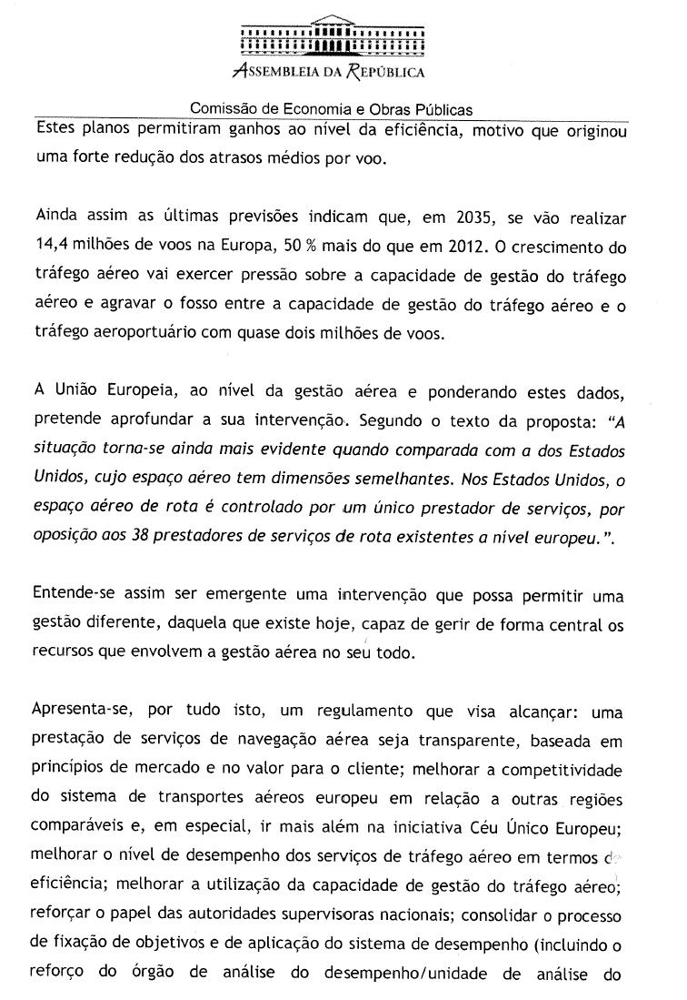 ASSEMBLEIA DA REPÚBLICA
Comissão de Economia e Obras Públicas
Estes planos permitiram ganhos ao nível da eficiência, motivo que originou
uma forte redução dos atrasos médios por voo.
Ainda assim as últimas previsões indicam que, em 2035, se vão realizar
14,4 milhões de voos na Europa, 50 % mais do que em 2012. O crescimento do
tráfego aéreo vai exercer pressão sobre a capacidade de gestão do tráfego
aéreo e agravar o fosso entre a capacidade de gestão do tráfego aéreo e o
tráfego aeroportuário com quase dois milhões de voos.
A União Europeia, ao nível da gestão aérea e ponderando estes dados,
pretende aprofundar a sua intervenção. Segundo o texto da proposta: “A
situação torna-se ainda mais evidente quando comparada com a dos Estados
Unidos, cujo espaço aéreo tem dimensões semelhantes. Nos Estados Unidos, o
espaço aéreo de rota é controlado por um único prestador de serviços, por
oposição aos 38 prestadores de serviços de rota existentes a nível europeu.”.
Entende-se assim ser emergente uma intervenção que possa permitir uma
gestão diferente, daquela que existe hoje, capaz de gerir de forma central os
recursos que envolvem a gestão aérea no seu todo.
Apresenta-se, por tudo isto, um regulamento que visa alcançar: uma
prestação de serviços de navegação aérea seja transparente, baseada em
princípios de mercado e no valor para o cliente; melhorar a competitividade
do sistema de transportes aéreos europeu em relação a outras regiões
comparáveis e, em especial, ir mais além na iniciativa Céu Único Europeu;
melhorar o nível de desempenho dos serviços de tráfego aéreo em termos
eficiência; melhorar a utilização da capacidade de gestão do tráfego aéreo;
reforçar o papel das autoridades supervisoras nacionais; consolidar o processo
de fixação de objetivos e de aplicação do sistema de desempenho (incluindo o
reforço do órgão de análise do desempenho/unidade de análise do